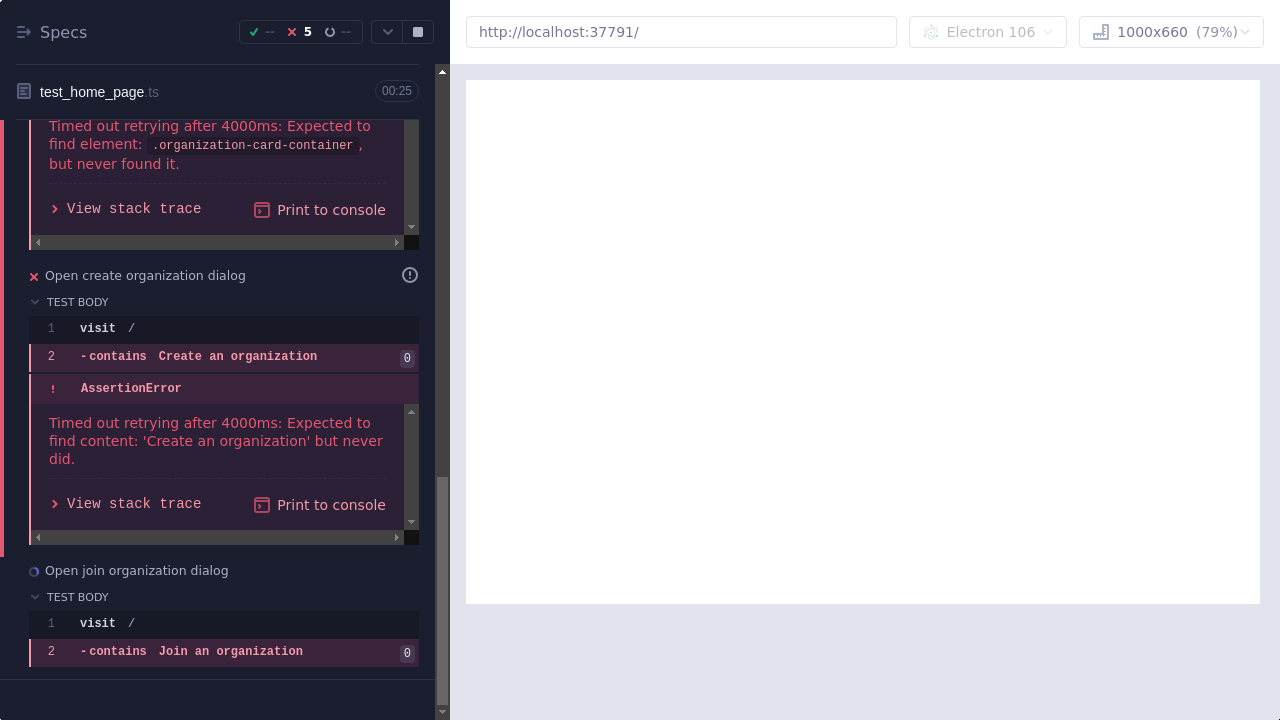 Specs
--
5
--
http://localhost:37791/
Electron 106
1000x660 (79%)
test_home_page.ts
00:25
Timed out retrying after 4000ms: Expected to
find element: .organization-card-container,
but never found it.
View stack trace
Print to console
Open create organization dialog
TEST BODY
1 visit /
2 -contains Create an organization 0
! AssertionError
Timed out retrying after 4000ms: Expected to
find content: 'Create an organization' but never
did.
View stack trace
Print to console
Open join organization dialog
TEST BODY
1 visit /
2 -contains Join an organization 0